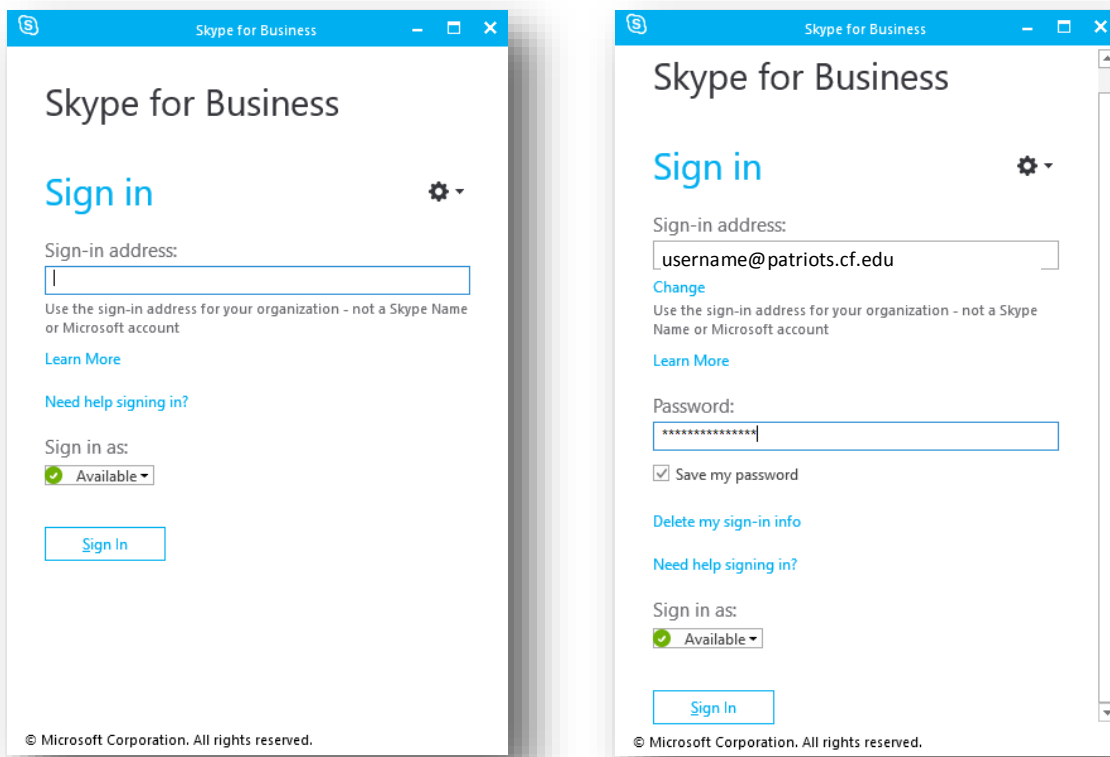 Skype for Business
Skype for Business
Sign in
Sign-in address:
Use the sign-in address for your organization - not a Skype Name
or Microsoft account
Learn More
Need help signing in?
Sign in as:
Available
Sign In
© Microsoft Corporation. All rights reserved.
Skype for Business
Skype for Business
Sign in
Sign-in address:
username@patriots.cf.edu
Change
Use the sign-in address for your organization - not a Skype
Name or Microsoft account
Learn More
Password:
***************
Save my password
Delete my sign-in info
Need help signing in?
Sign in as:
Available
Sign In
© Microsoft Corporation. All rights reserved.